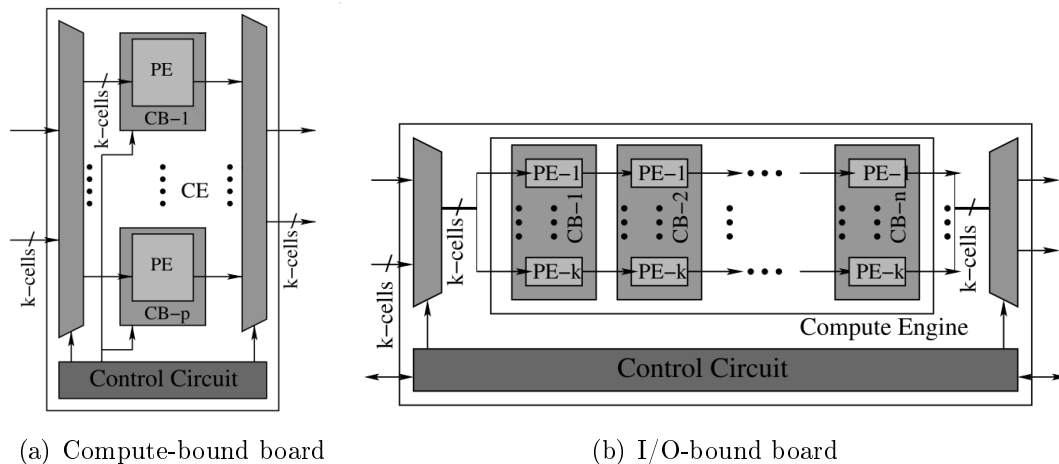 k−cells
k−cells
PE
CB−1
CE
k−cells
PE
CB−p
Control Circuit
(a) Compute-bound board
k−cells
k−cells
PE−1
CB−1
PE−k
PE−1
CB−2
PE−k
PE−1
CB−n
PE−k
k−cells
Compute Engine
Control Circuit
(b) I/O-bound board